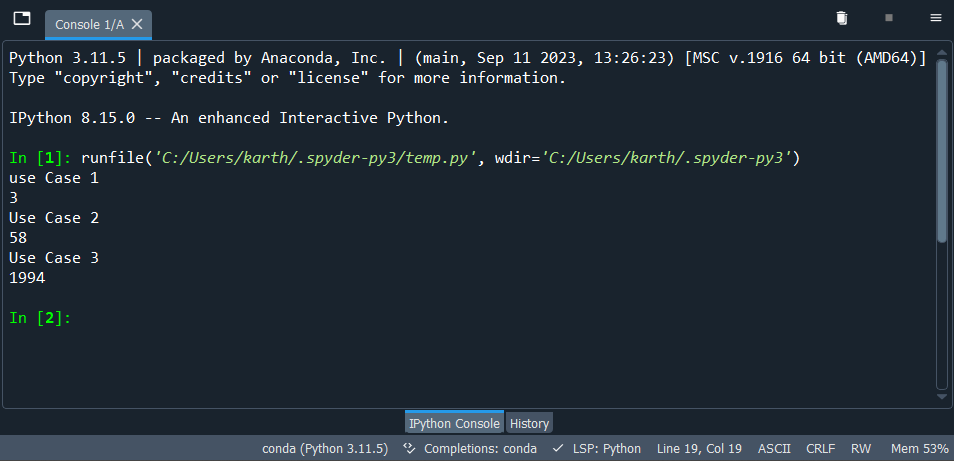 Console 1/A
Python 3.11.5 | packaged by Anaconda, Inc. | (main, Sep 11 2023, 13:26:23) [MSC v.1916 64 bit (AMD64)]
Type "copyright", "credits" or "license" for more information.
IPython 8.15.0 -- An enhanced Interactive Python.
In [1]: runfile('C:/Users/karth/.spyder-py3/temp.py', wdir='C:/Users/karth/.spyder-py3')
use Case 1
3
Use Case 2
58
Use Case 3
1994
In [2]:
IPython Console History
conda (Python 3.11.5) Completions: conda LSP: Python Line 19, Col 19 ASCII CRLF RW Mem 53%